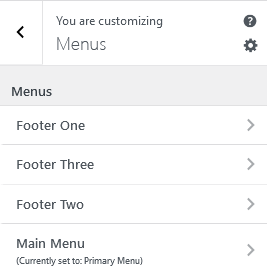 You are customizing
Menus
Menus
Footer One
Footer Three
Footer Two
Main Menu
(Currently set to: Primary Menu)